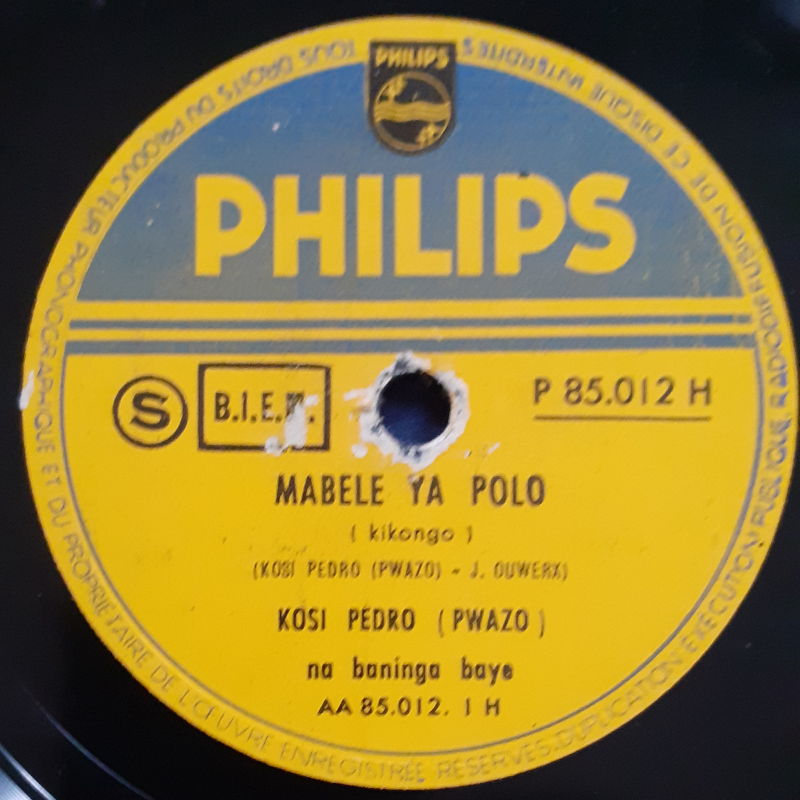 PHILIPS
PHILIPS
S
B.I.E.M.
P 85.012 H
MABELE YA POLO
( kikongo )
(KOSI PEDRO (PWAZO) - J. OUWERX)
KOSI PEDRO ( PWAZO )
na baninga baye
AA 85.012. 1 H
TOUS DROITS DU PRODUCTEUR PHONOGRAPHIQUE ET DU PROPRIÉTAIRE DE L'ŒUVRE ENREGISTRÉE RÉSERVÉS. DUPLICATION EXÉCUTION PUBLIQUE, RADIODIFFUSION DE CE DISQUE INTERDITES